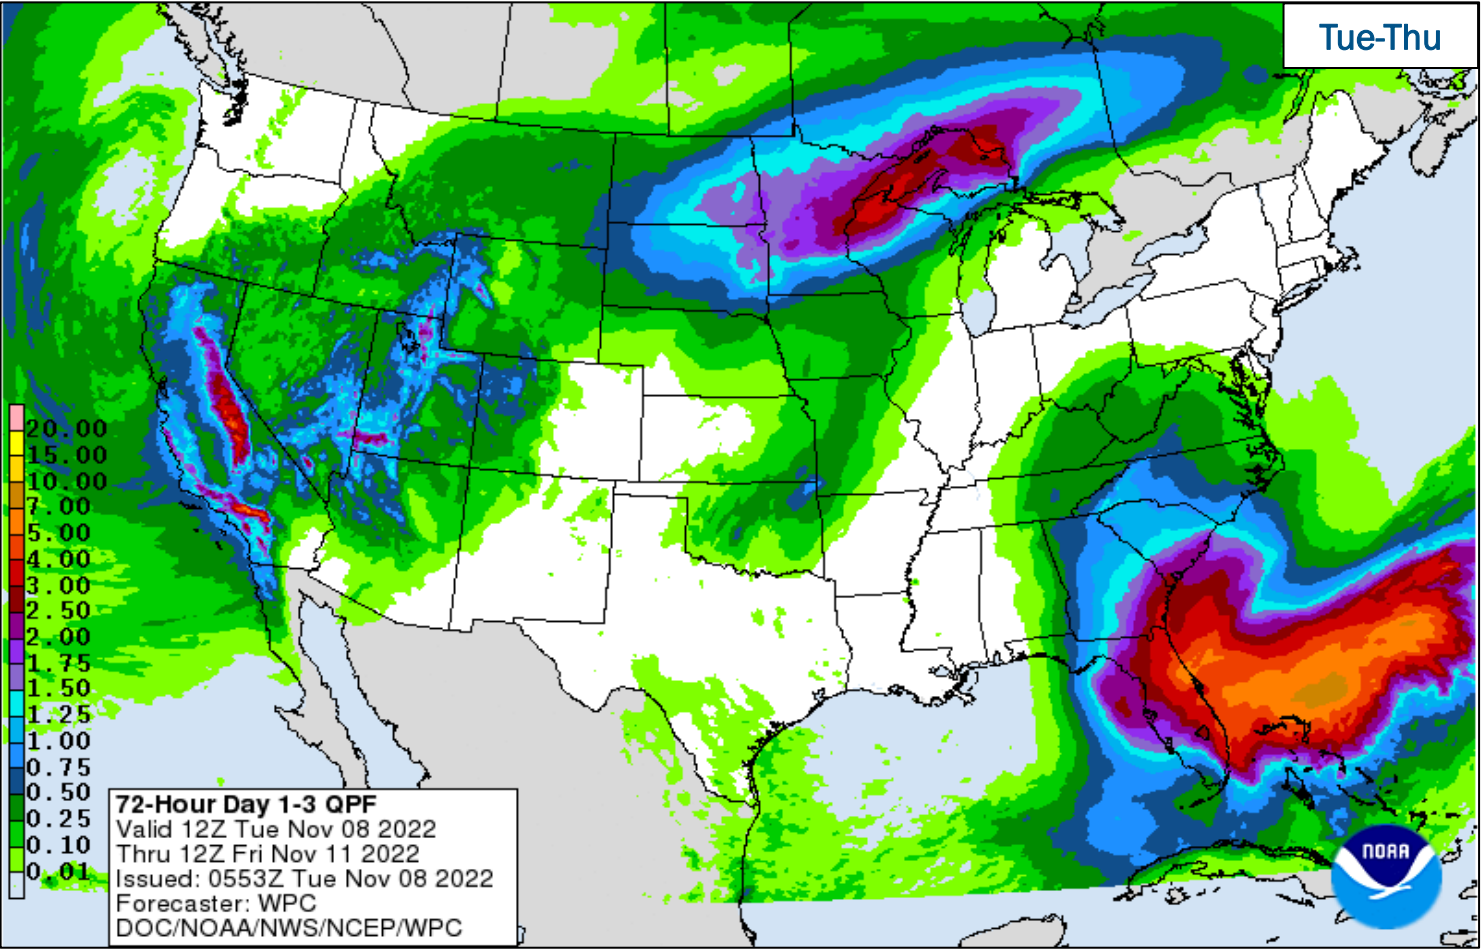 Tue-Thu
20.00
15.00
10.00
7.00
5.00
4.00
3.00
2.50
2.00
1.75
1.50
1.25
1.00
0.75
0.50
0.25
0.10
0.01
72-Hour Day 1-3 QPF
Valid 12Z Tue Nov 08 2022
Thru 12Z Fri Nov 11 2022
Issued: 0553Z Tue Nov 08 2022
Forecaster: WPC
DOC/NOAA/NWS/NCEP/WPC
NOAA